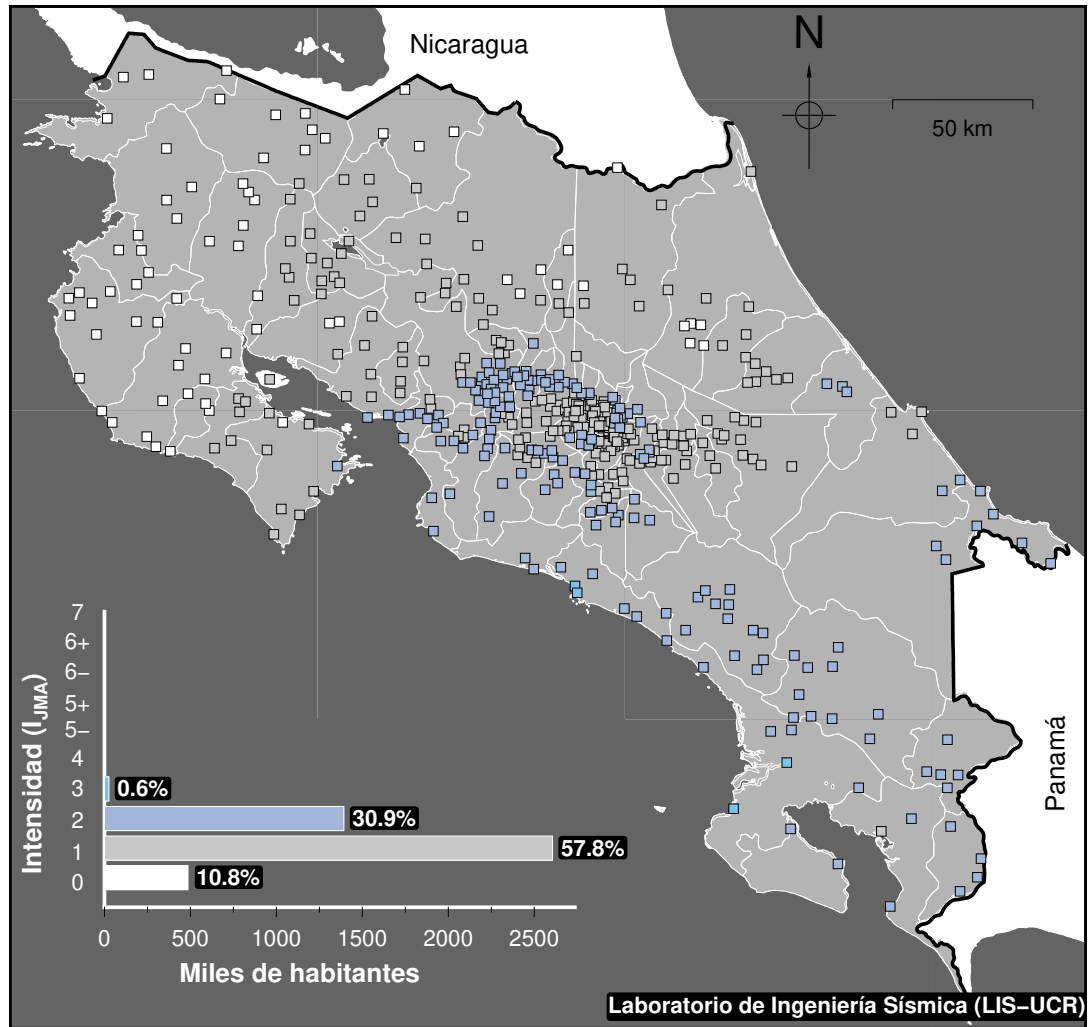 Nicaragua
N
50 km
Panamá
Intensidad (I_JMA)
7
6+
6−
5+
5−
4
3
0.6%
2
30.9%
1
57.8%
0
10.8%
0 500 1000 1500 2000 2500
Miles de habitantes
Laboratorio de Ingeniería Sísmica (LIS−UCR)